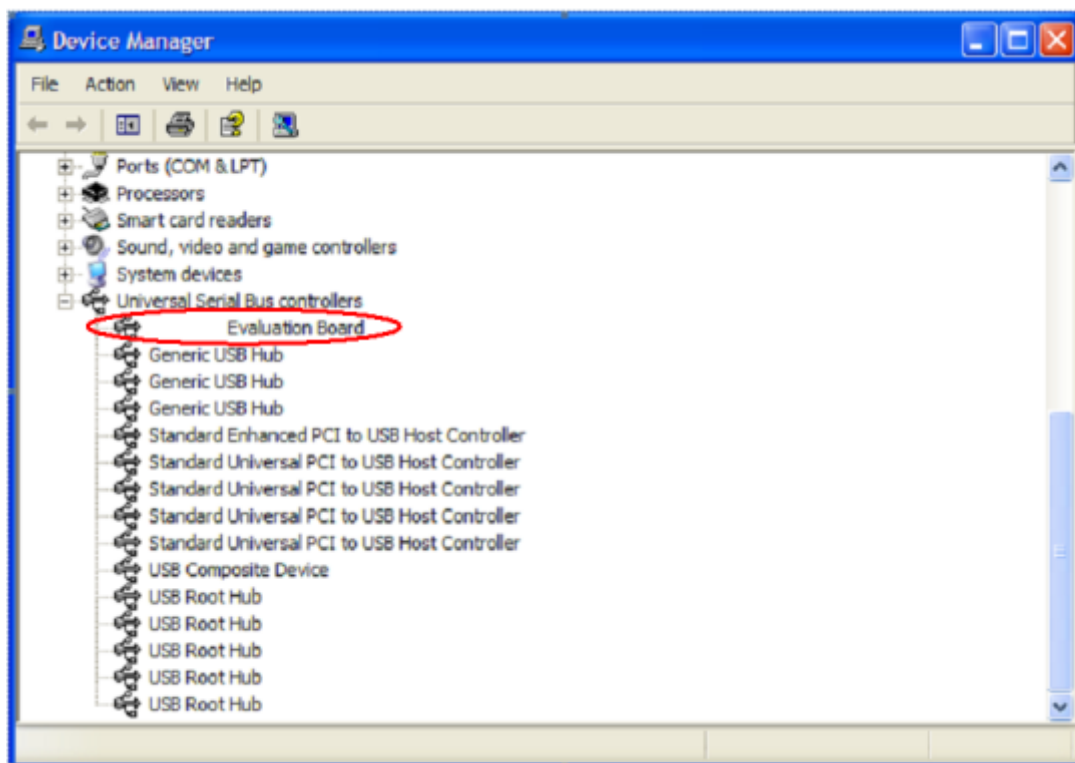 Device Manager
File Action View Help
Ports (COM & LPT)
Processors
Smart card readers
Sound, video and game controllers
System devices
Universal Serial Bus controllers
Evaluation Board
Generic USB Hub
Generic USB Hub
Generic USB Hub
Standard Enhanced PCI to USB Host Controller
Standard Universal PCI to USB Host Controller
Standard Universal PCI to USB Host Controller
Standard Universal PCI to USB Host Controller
Standard Universal PCI to USB Host Controller
USB Composite Device
USB Root Hub
USB Root Hub
USB Root Hub
USB Root Hub
USB Root Hub